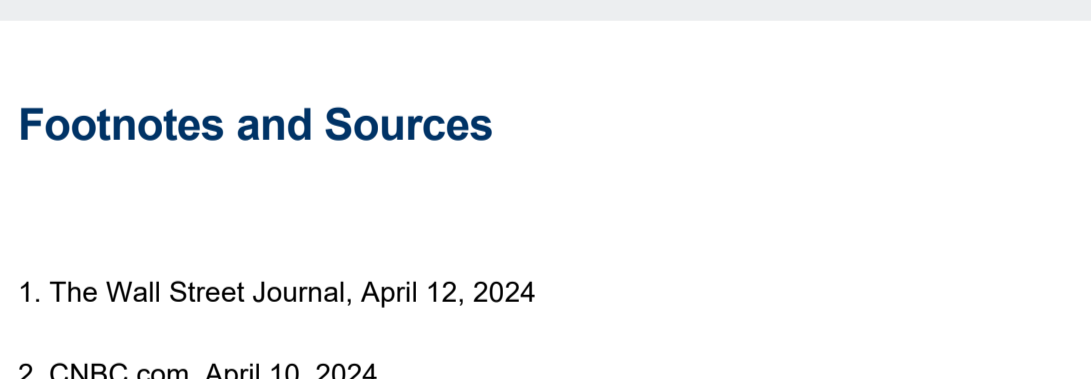 Footnotes and Sources
1. The Wall Street Journal, April 12, 2024
2. CNBC.com, April 10, 2024